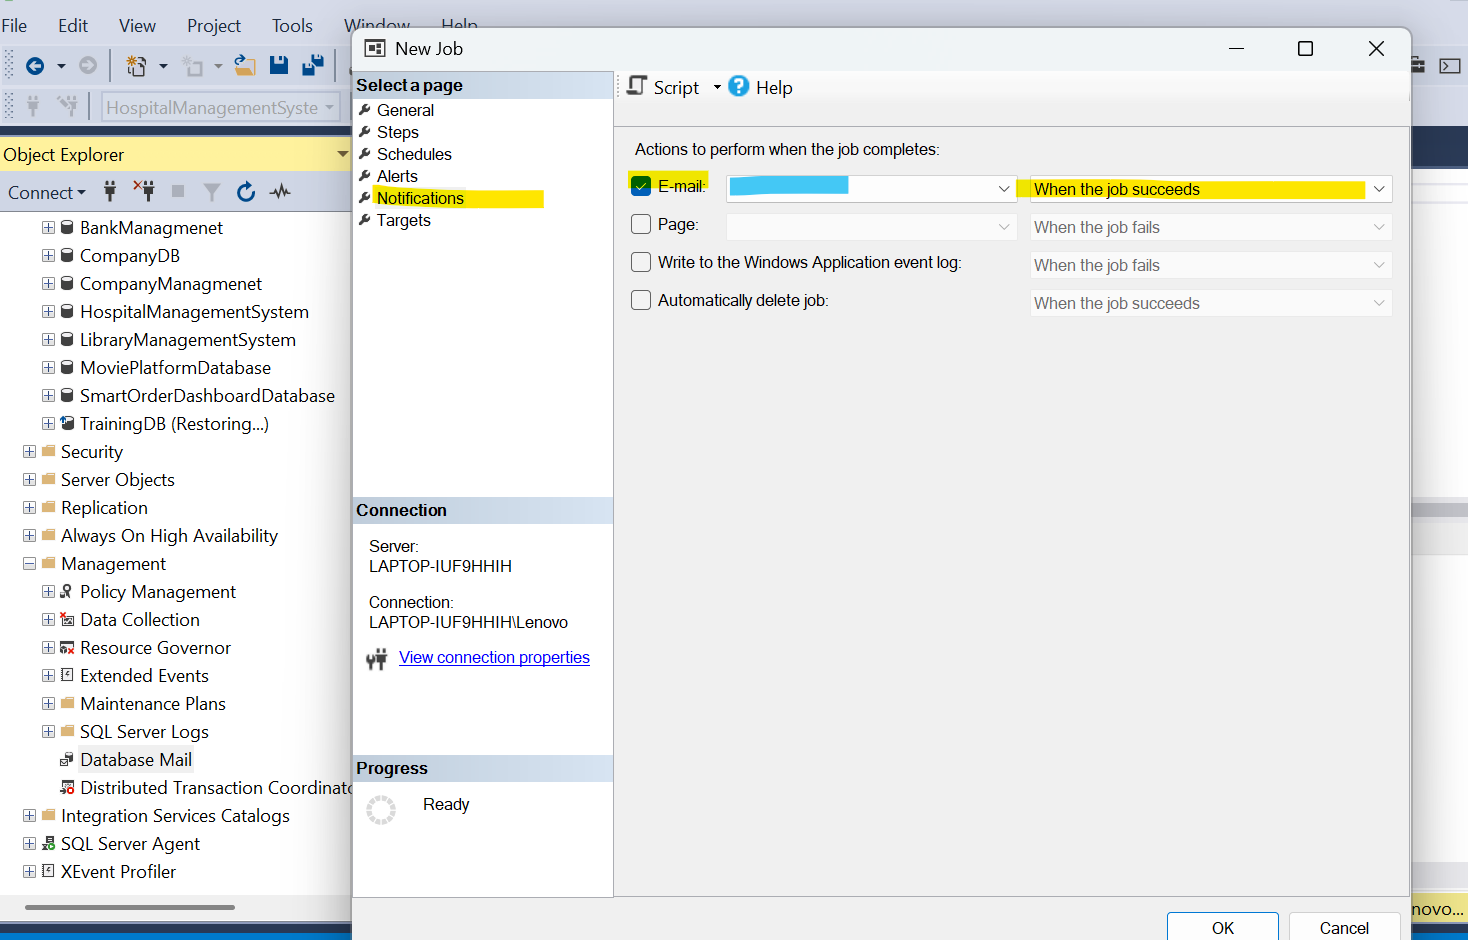 File Edit View Project Tools Window Help
HospitalManagementSyste
Object Explorer
Connect
BankManagmenet
CompanyDB
CompanyManagmenet
HospitalManagementSystem
LibraryManagementSystem
MoviePlatformDatabase
SmartOrderDashboardDatabase
TrainingDB (Restoring...)
Security
Server Objects
Replication
Always On High Availability
Management
Policy Management
Data Collection
Resource Governor
Extended Events
Maintenance Plans
SQL Server Logs
Database Mail
Distributed Transaction Coordinato
Integration Services Catalogs
SQL Server Agent
XEvent Profiler
New Job
Select a page
General
Steps
Schedules
Alerts
Notifications
Targets
Connection
Server:
LAPTOP-IUF9HHIH
Connection:
LAPTOP-IUF9HHIH\Lenovo
View connection properties
Progress
Ready
Script Help
Actions to perform when the job completes:
E-mail: When the job succeeds
Page: When the job fails
Write to the Windows Application event log: When the job fails
Automatically delete job: When the job succeeds
OK Cancel
novo...